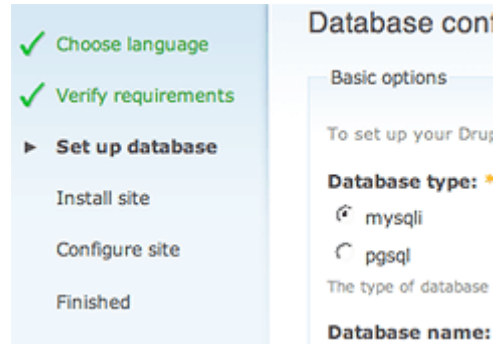 Choose language
Verify requirements
Set up database
Install site
Configure site
Finished
Database conf
Basic options
To set up your Drup
Database type: *
mysqli
pgsql
The type of database
Database name: